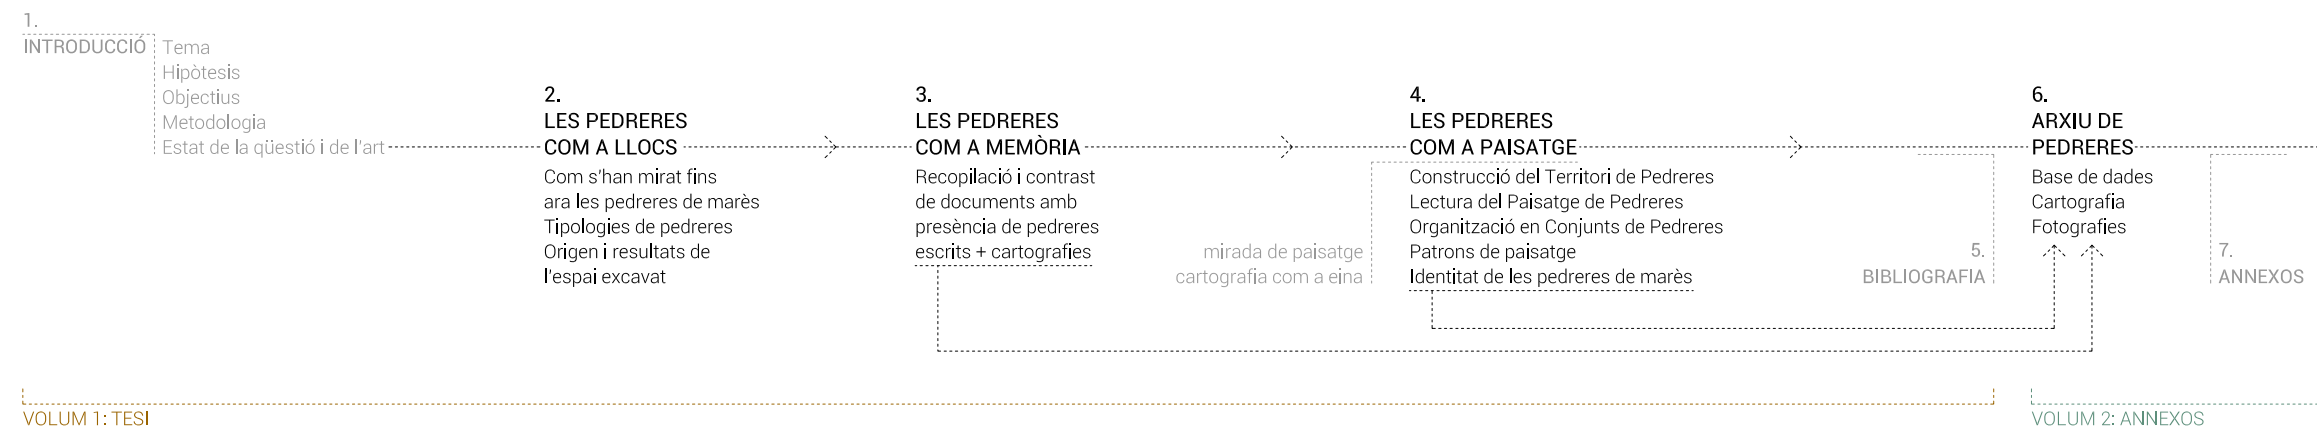 1.
INTRODUCCIÓ
Tema
Hipòtesis
Objectius
Metodologia
Estat de la qüestió i de l'art
2.
LES PEDRERES
COM A LLOCS
Com s'han mirat fins
ara les pedreres de marès
Tipologies de pedreres
Origen i resultats de
l'espai excavat
3.
LES PEDRERES
COM A MEMÒRIA
Recopilació i contrast
de documents amb
presència de pedreres
escrits + cartografies
mirada de paisatge
cartografia com a eina
4.
LES PEDRERES
COM A PAISATGE
Construcció del Territori de Pedreres
Lectura del Paisatge de Pedreres
Organització en Conjunts de Pedreres
Patrons de paisatge
Identitat de les pedreres de marès
5.
BIBLIOGRAFIA
6.
ARXIU DE
PEDRERES
Base de dades
Cartografia
Fotografies
7.
ANNEXOS
VOLUM 1: TESI
VOLUM 2: ANNEXOS